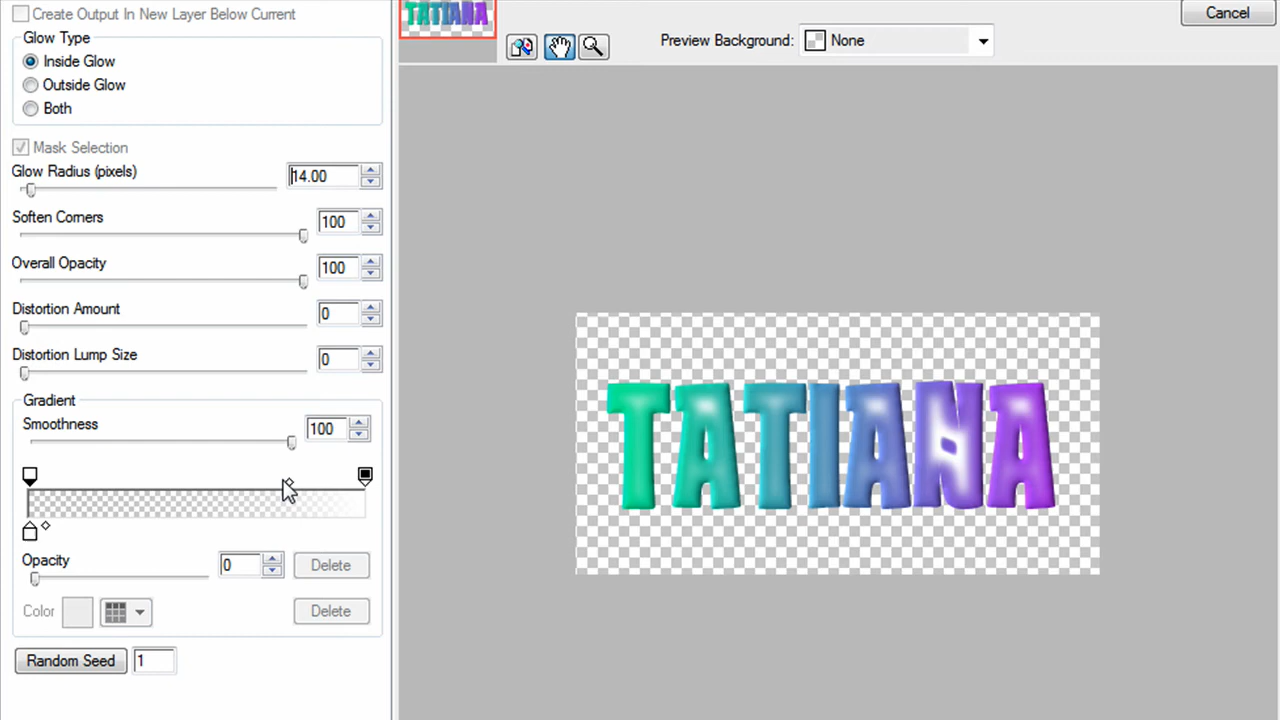 Create Output In New Layer Below Current
TATIANA
Cancel
Glow Type
Preview Background: None
Inside Glow
Outside Glow
Both
Mask Selection
Glow Radius (pixels) 14.00
Soften Corners 100
Overall Opacity 100
Distortion Amount 0
Distortion Lump Size 0
Gradient
Smoothness 100
TATIANA
Opacity 0 Delete
Color Delete
Random Seed 1